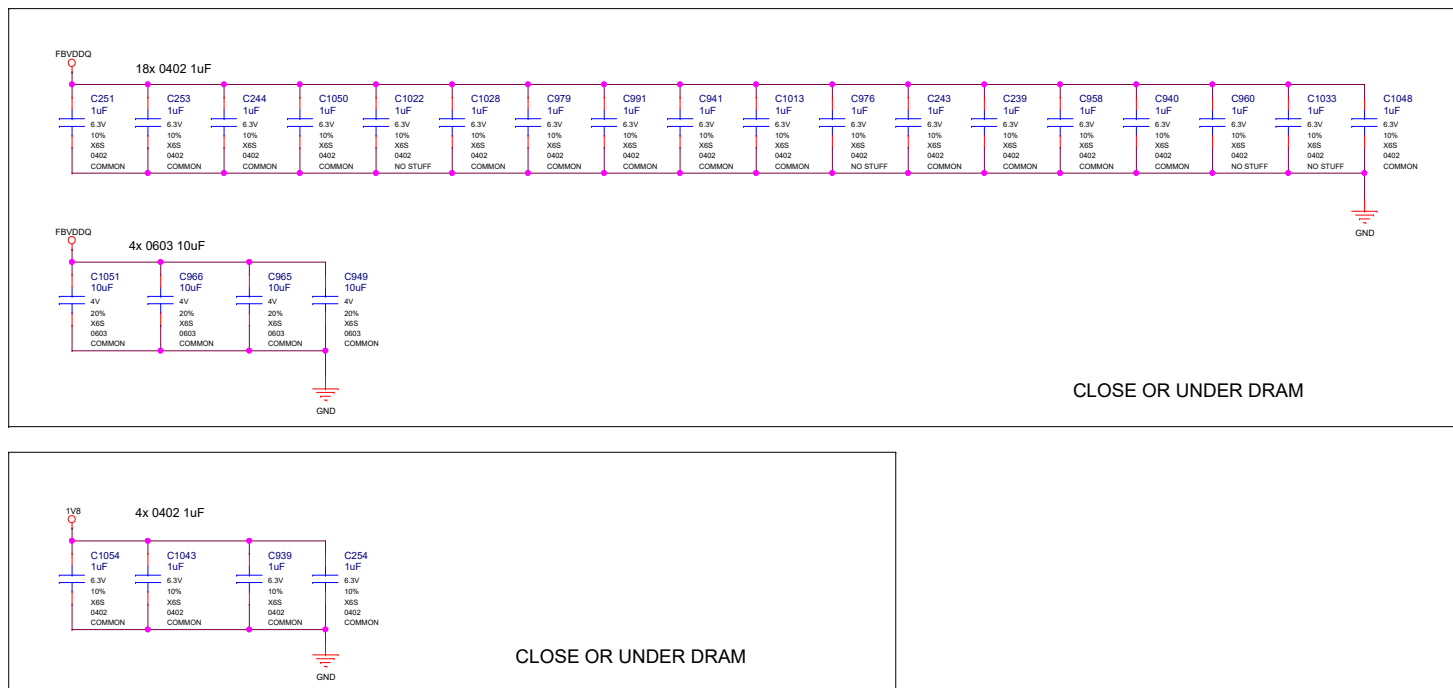 FBVDDQ
18x 0402 1uF
C251 C253 C244 C1050 C1022 C1028 C979 C991 C941 C1013 C976 C243 C239 C958 C940 C960 C1033 C1048
1uF 1uF 1uF 1uF 1uF 1uF 1uF 1uF 1uF 1uF 1uF 1uF 1uF 1uF 1uF 1uF 1uF 1uF
6.3V 6.3V 6.3V 6.3V 6.3V 6.3V 6.3V 6.3V 6.3V 6.3V 6.3V 6.3V 6.3V 6.3V 6.3V 6.3V 6.3V 6.3V
10% 10% 10% 10% 10% 10% 10% 10% 10% 10% 10% 10% 10% 10% 10% 10% 10% 10%
X6S X6S X6S X6S X6S X6S X6S X6S X6S X6S X6S X6S X6S X6S X6S X6S X6S X6S
0402 0402 0402 0402 0402 0402 0402 0402 0402 0402 0402 0402 0402 0402 0402 0402 0402 0402
COMMON COMMON COMMON COMMON NO STUFF COMMON COMMON COMMON COMMON COMMON NO STUFF COMMON COMMON COMMON COMMON NO STUFF NO STUFF COMMON
GND
FBVDDQ
4x 0603 10uF
C1051 C966 C965 C949
10uF 10uF 10uF 10uF
4V 4V 4V 4V
20% 20% 20% 20%
X6S X6S X6S X6S
0603 0603 0603 0603
COMMON COMMON COMMON COMMON
GND
CLOSE OR UNDER DRAM
1V8
4x 0402 1uF
C1054 C1043 C939 C254
1uF 1uF 1uF 1uF
6.3V 6.3V 6.3V 6.3V
10% 10% 10% 10%
X6S X6S X6S X6S
0402 0402 0402 0402
COMMON COMMON COMMON COMMON
GND
CLOSE OR UNDER DRAM